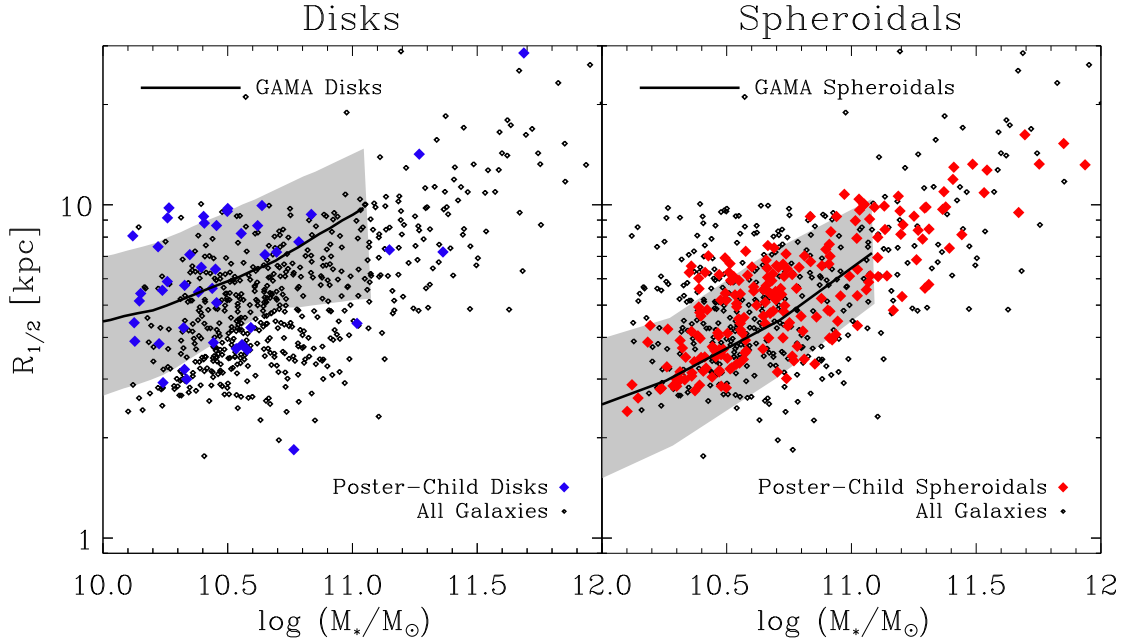 Disks
Spheroidals
GAMA Disks
GAMA Spheroidals
10
1
R1/2 [kpc]
Poster-Child Disks
All Galaxies
Poster-Child Spheroidals
All Galaxies
10.0 10.5 11.0 11.5 12.0 10.5 11.0 11.5 12
log (M*/M⊙)
log (M*/M⊙)